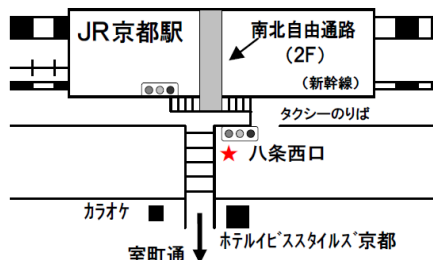 JR京都駅
南北自由通路
(2F)
(新幹線)
タクシーのりば
★ 八条西口
カラオケ
ホテルイビススタイルズ京都
室町通